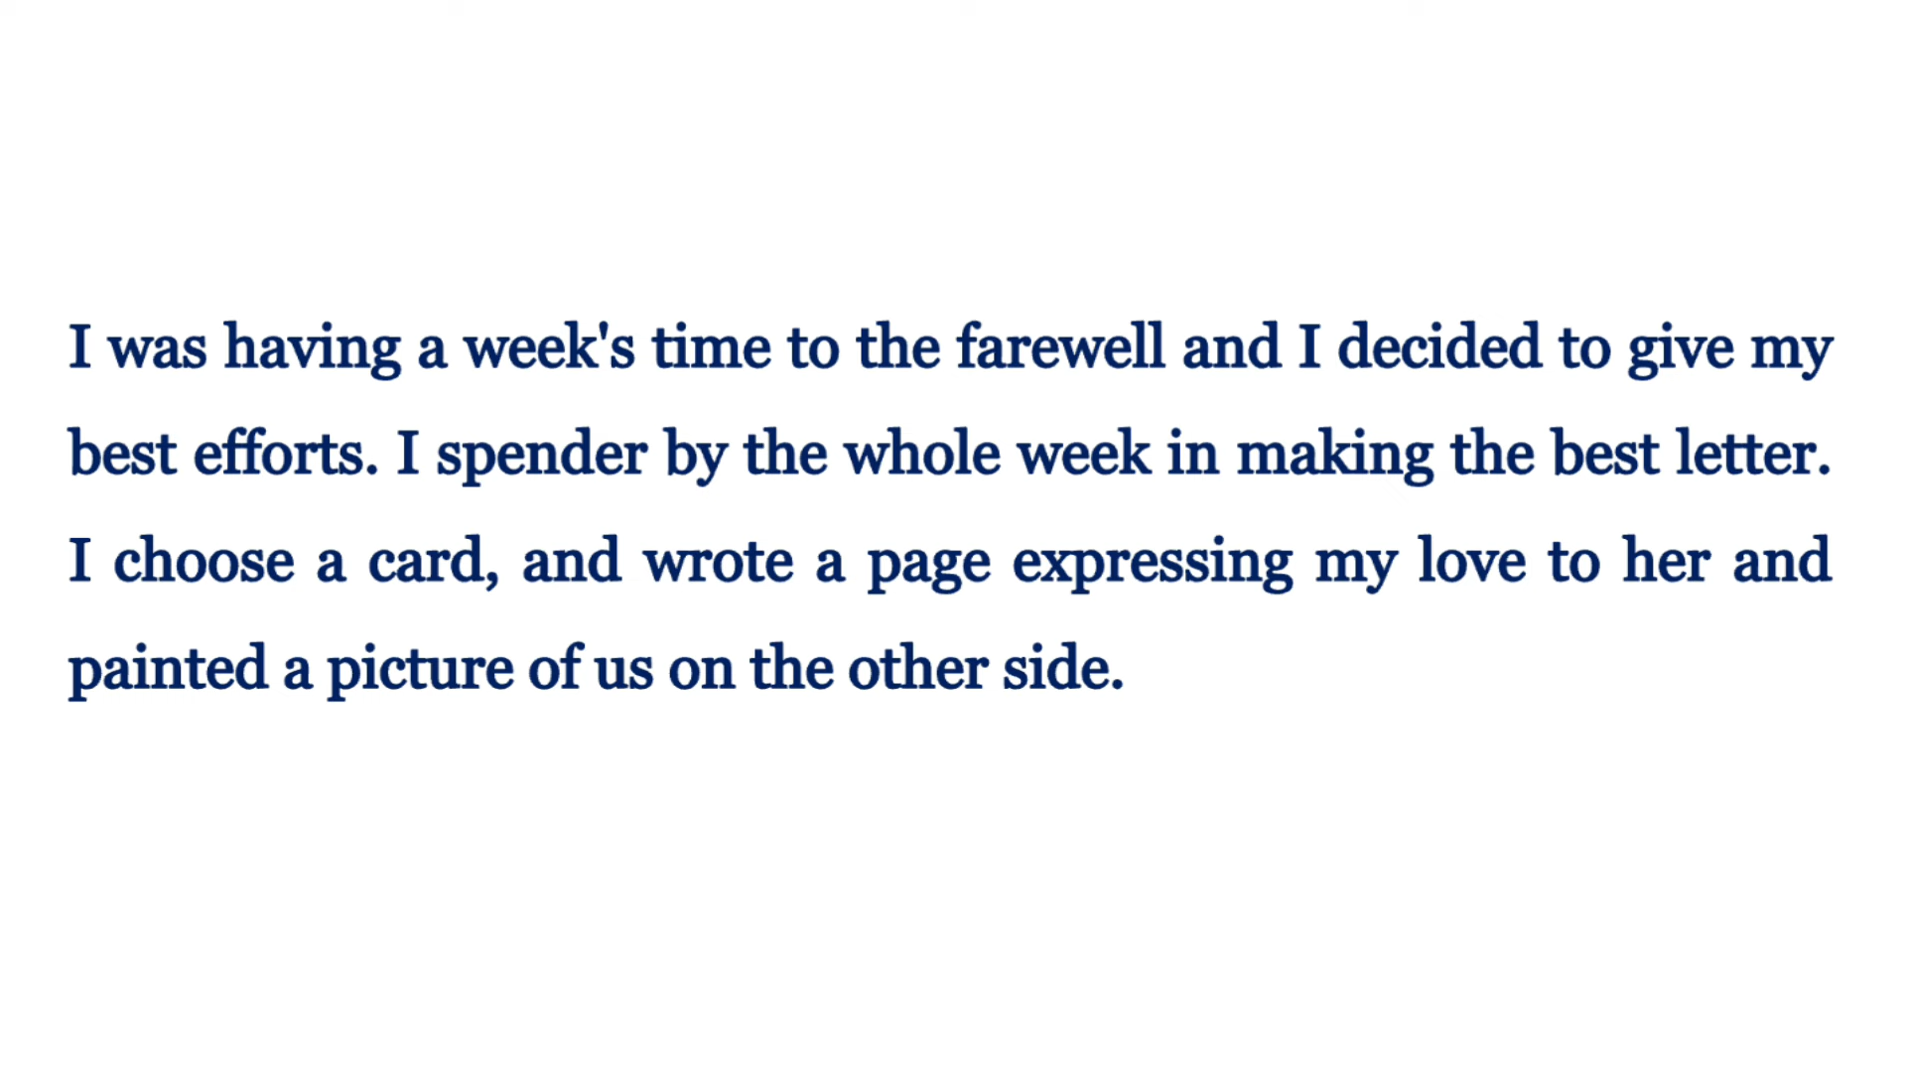 I was having a week's time to the farewell and I decided to give my
best efforts. I spender by the whole week in making the best letter.
I choose a card, and wrote a page expressing my love to her and
painted a picture of us on the other side.